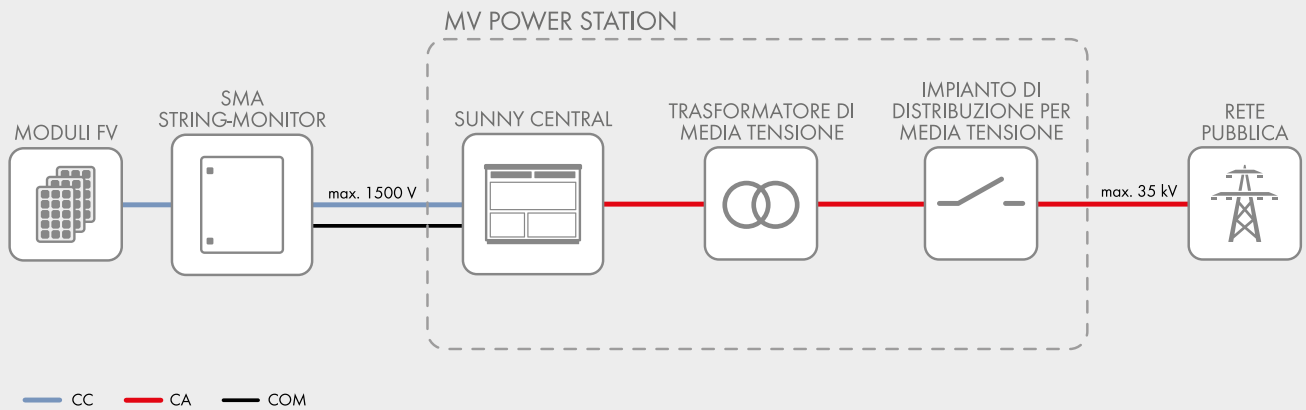 MV POWER STATION
MODULI FV
SMA
STRING-MONITOR
max. 1500 V
SUNNY CENTRAL
TRASFORMATORE DI
MEDIA TENSIONE
IMPIANTO DI
DISTRIBUZIONE PER
MEDIA TENSIONE
max. 35 kV
RETE
PUBBLICA
CC
CA
COM